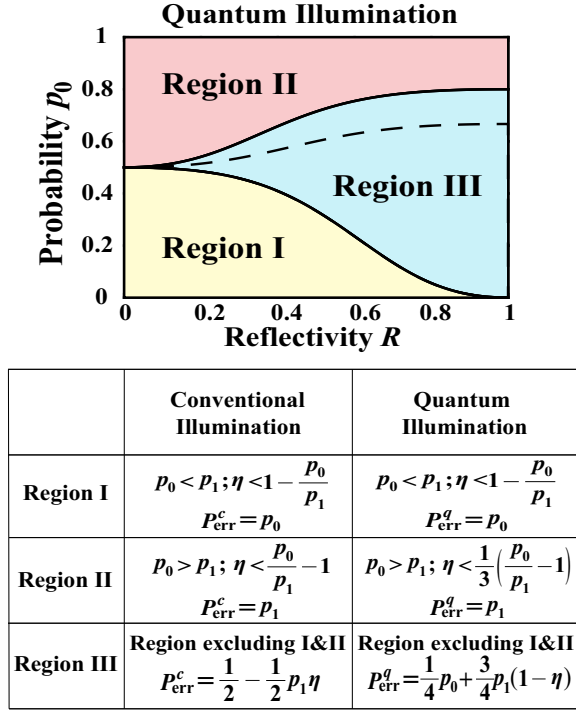 Quantum Illumination
Probability p₀
1
0.8
0.6
0.4
0.2
0
Region II
Region III
Region I
0 0.2 0.4 0.6 0.8 1
Reflectivity R
Conventional Illumination Quantum Illumination
Region I
p₀ < p₁; η < 1 − p₀/p₁
P^c_err = p₀
p₀ < p₁; η < 1 − p₀/p₁
P^q_err = p₀
Region II
p₀ > p₁; η < p₀/p₁ − 1
P^c_err = p₁
p₀ > p₁; η < 1/3(p₀/p₁ − 1)
P^q_err = p₁
Region III
Region excluding I&II
P^c_err = 1/2 − 1/2 p₁η
Region excluding I&II
P^q_err = 1/4 p₀ + 3/4 p₁(1 − η)